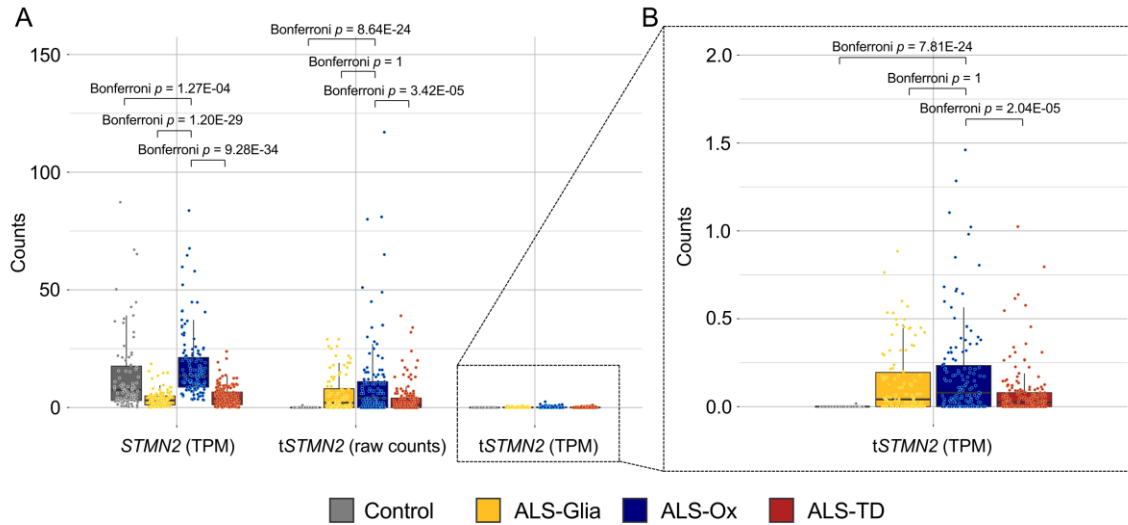 A
B
150
100
50
0
Counts
Bonferroni p = 1.27E-04
Bonferroni p = 1.20E-29
Bonferroni p = 9.28E-34
Bonferroni p = 8.64E-24
Bonferroni p = 1
Bonferroni p = 3.42E-05
STMN2 (TPM)
tSTMN2 (raw counts)
tSTMN2 (TPM)
2.0
1.5
1.0
0.5
0.0
Counts
Bonferroni p = 7.81E-24
Bonferroni p = 1
Bonferroni p = 2.04E-05
tSTMN2 (TPM)
Control
ALS-Glia
ALS-Ox
ALS-TD